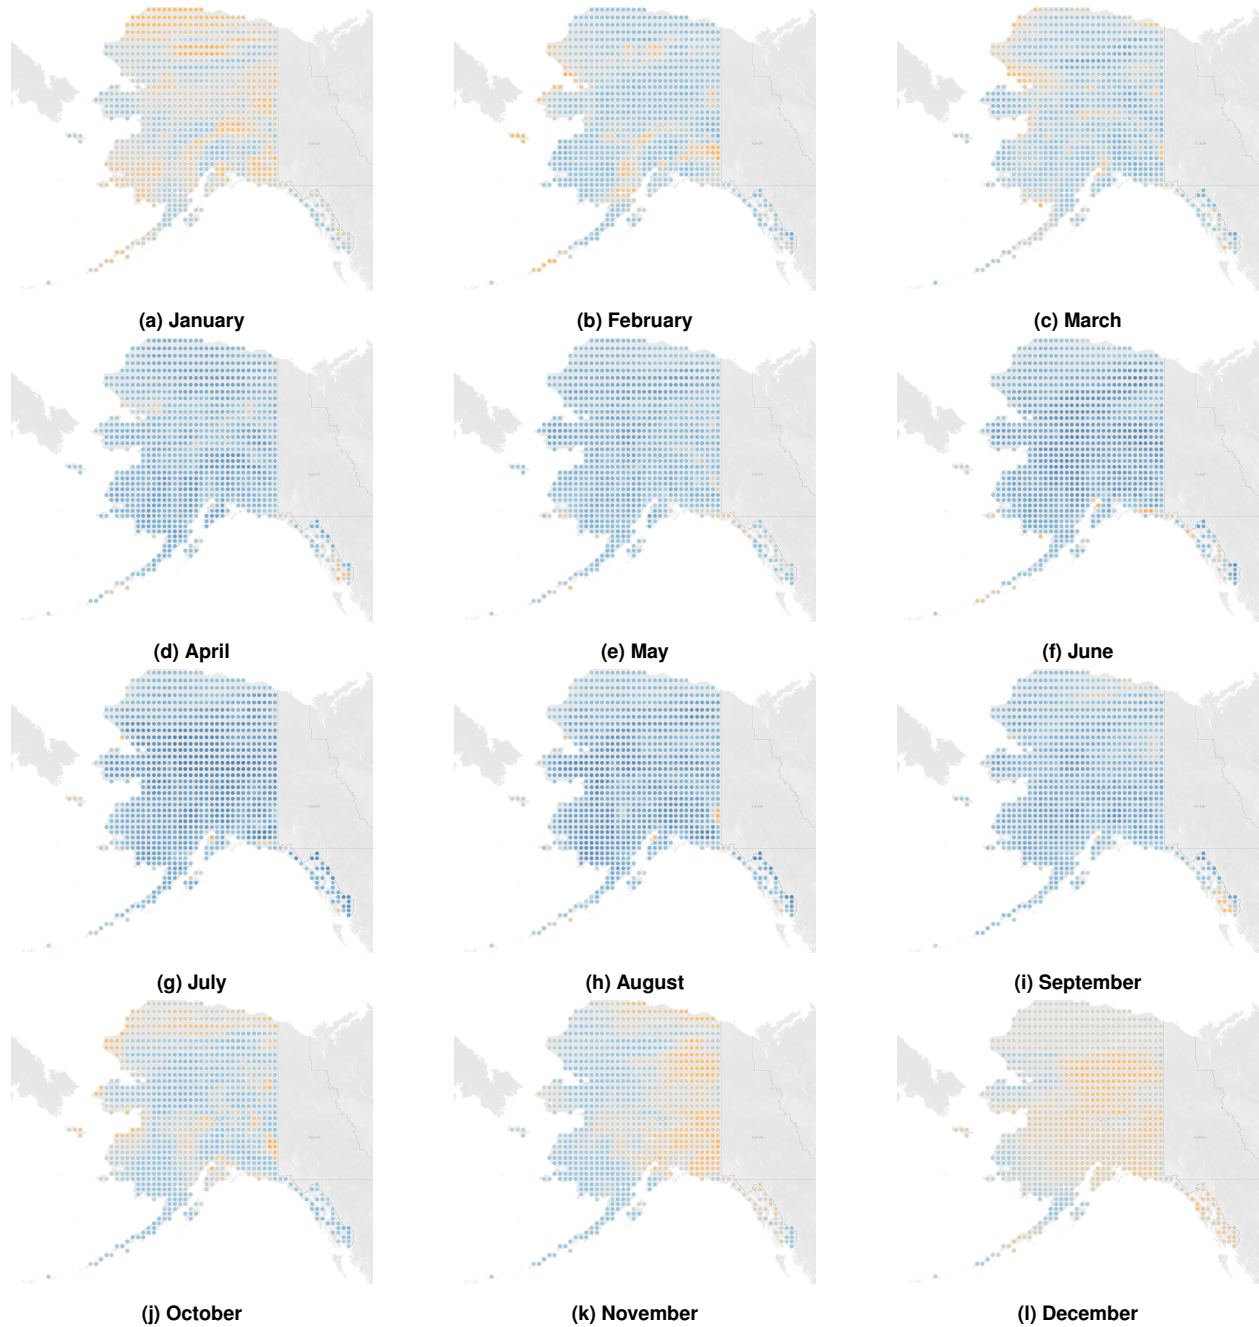 (a) January
(b) February
(c) March
(d) April
(e) May
(f) June
(g) July
(h) August
(i) September
(j) October
(k) November
(l) December